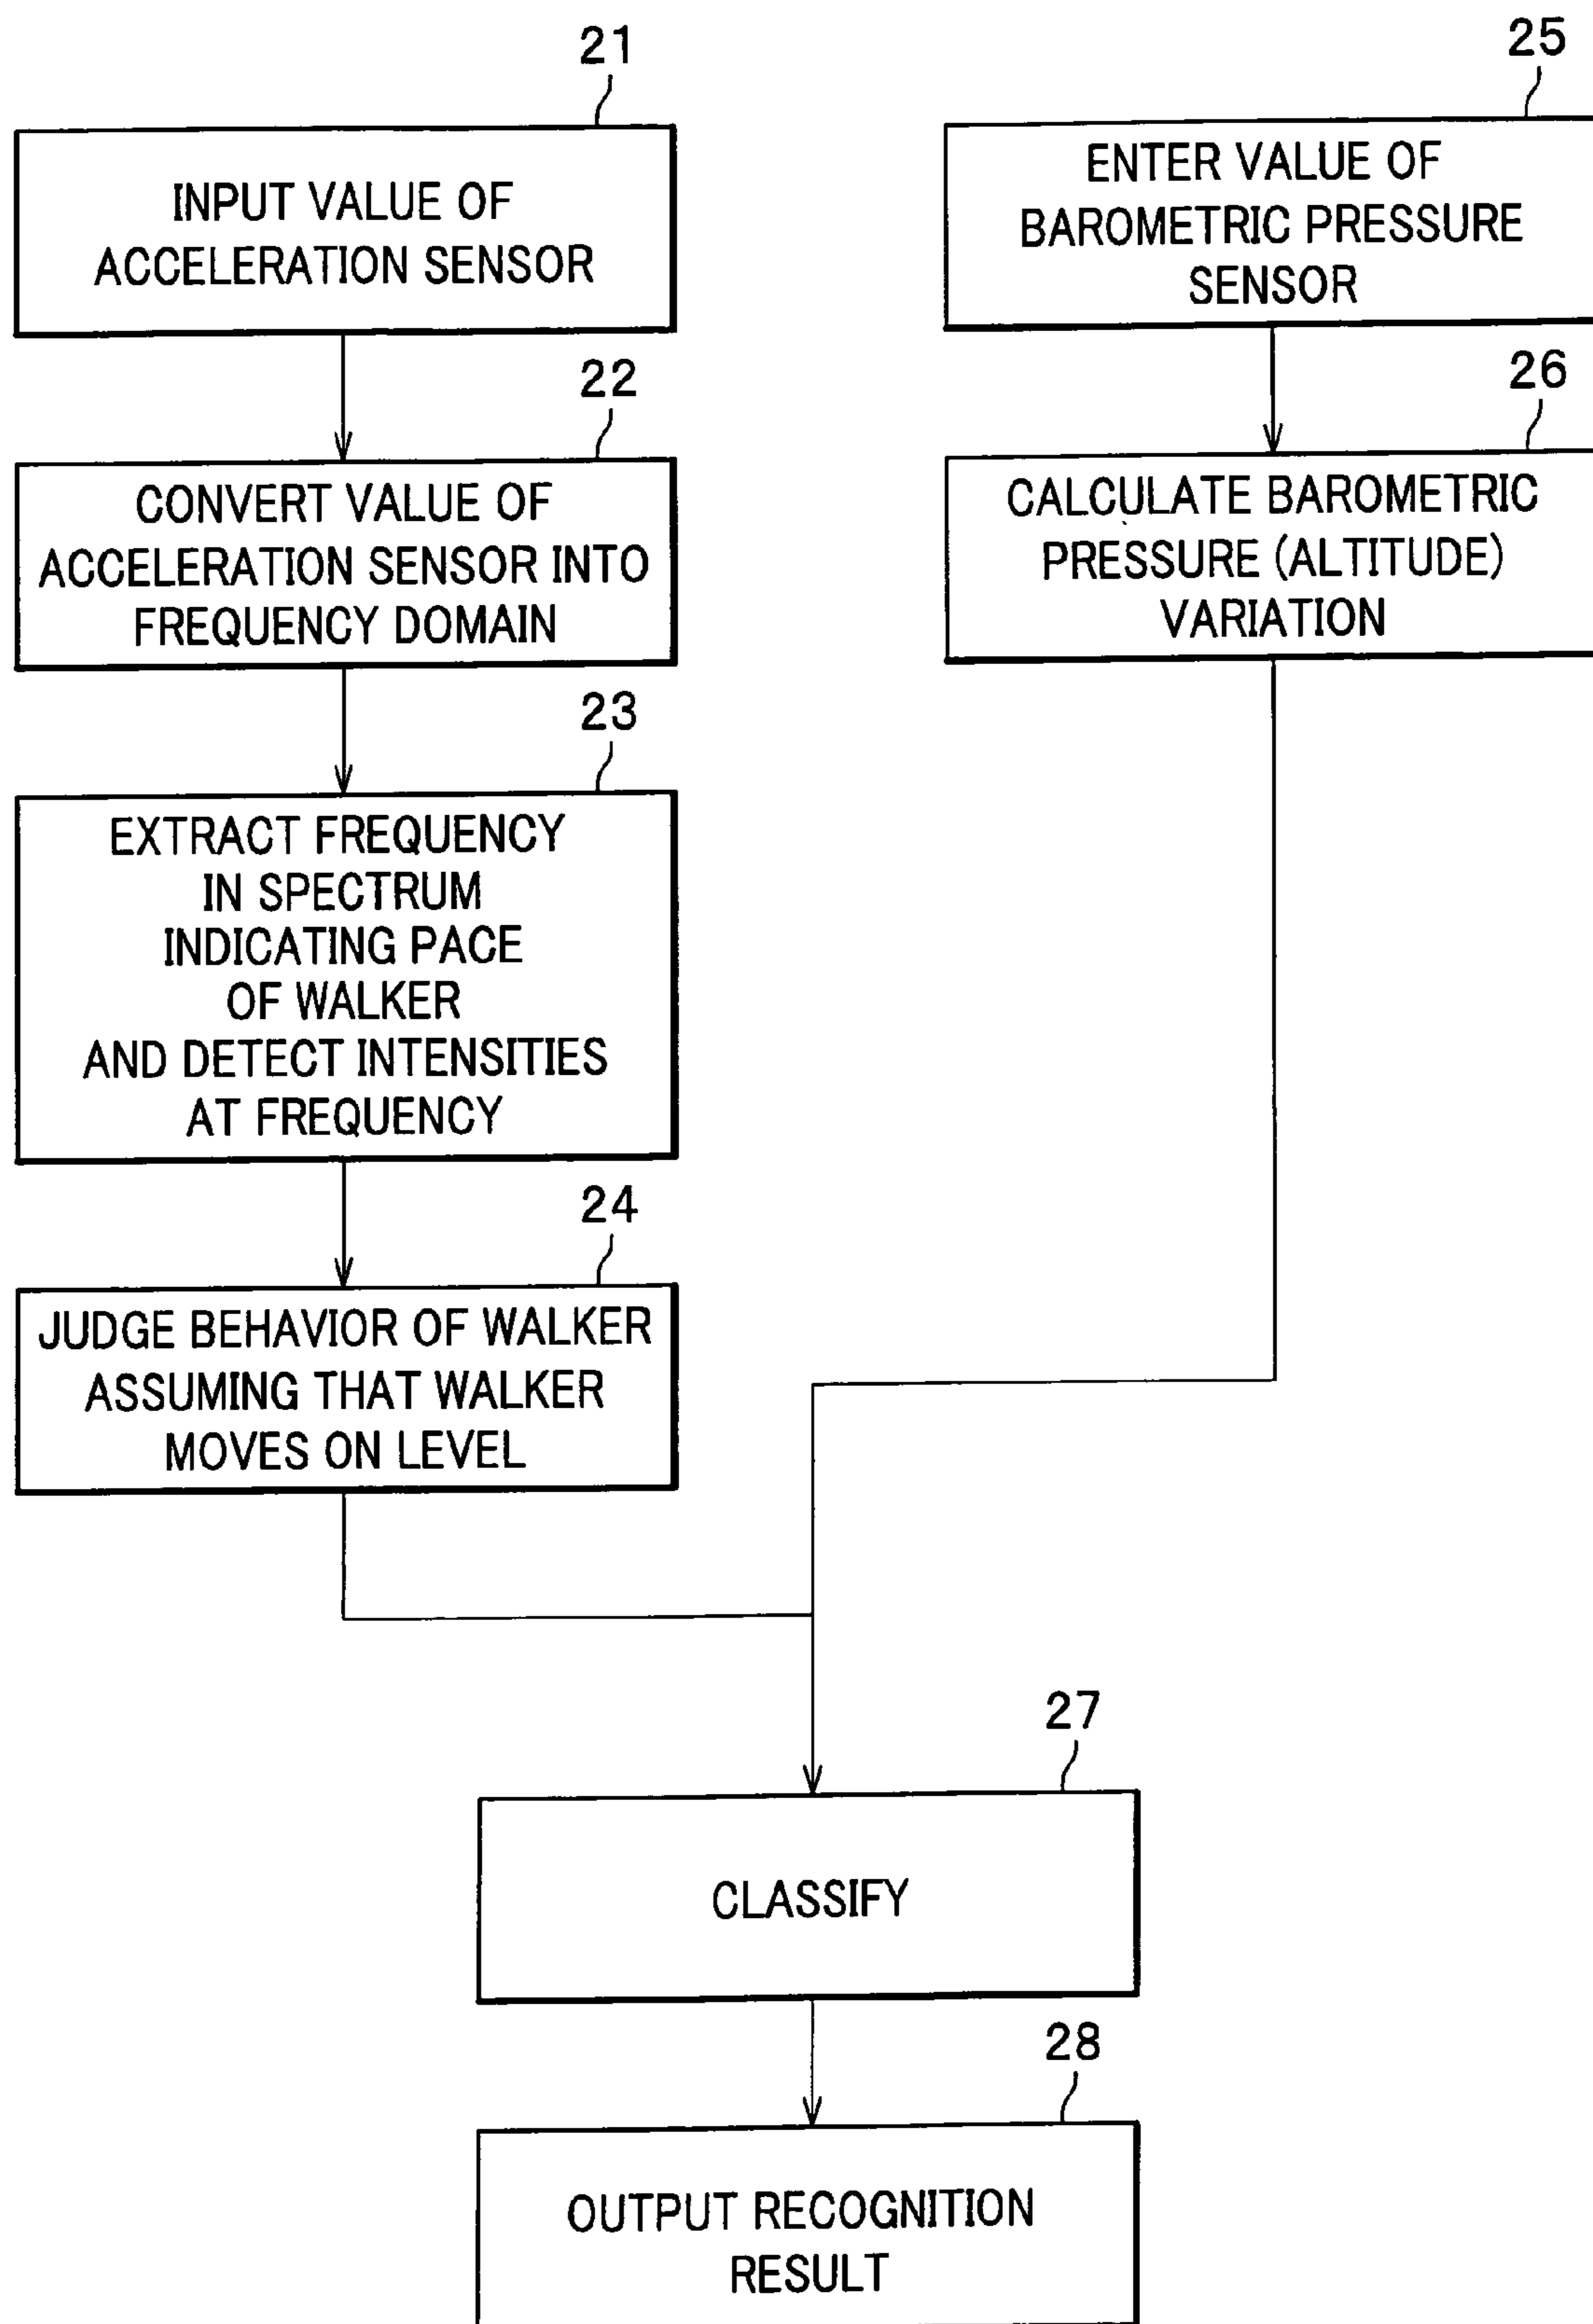 21
INPUT VALUE OF
ACCELERATION SENSOR
22
CONVERT VALUE OF
ACCELERATION SENSOR INTO
FREQUENCY DOMAIN
23
EXTRACT FREQUENCY
IN SPECTRUM
INDICATING PACE
OF WALKER
AND DETECT INTENSITIES
AT FREQUENCY
24
JUDGE BEHAVIOR OF WALKER
ASSUMING THAT WALKER
MOVES ON LEVEL
25
ENTER VALUE OF
BAROMETRIC PRESSURE
SENSOR
26
CALCULATE BAROMETRIC
PRESSURE (ALTITUDE)
VARIATION
27
CLASSIFY
28
OUTPUT RECOGNITION
RESULT